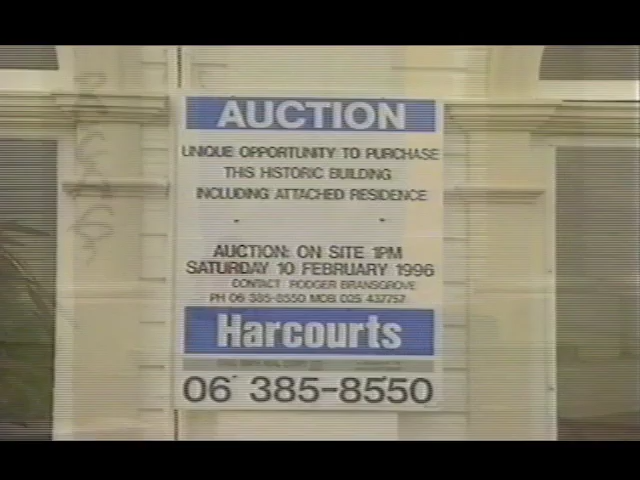 AUCTION
UNIQUE OPPORTUNITY TO PURCHASE
THIS HISTORIC BUILDING
INCLUDING ATTACHED RESIDENCE
AUCTION: ON SITE 1PM
SATURDAY 10 FEBRUARY 1996
CONTACT RODGER BRANSGROVE
PH 06 385-8550 MOB 025 437757
Harcourts
06 385-8550